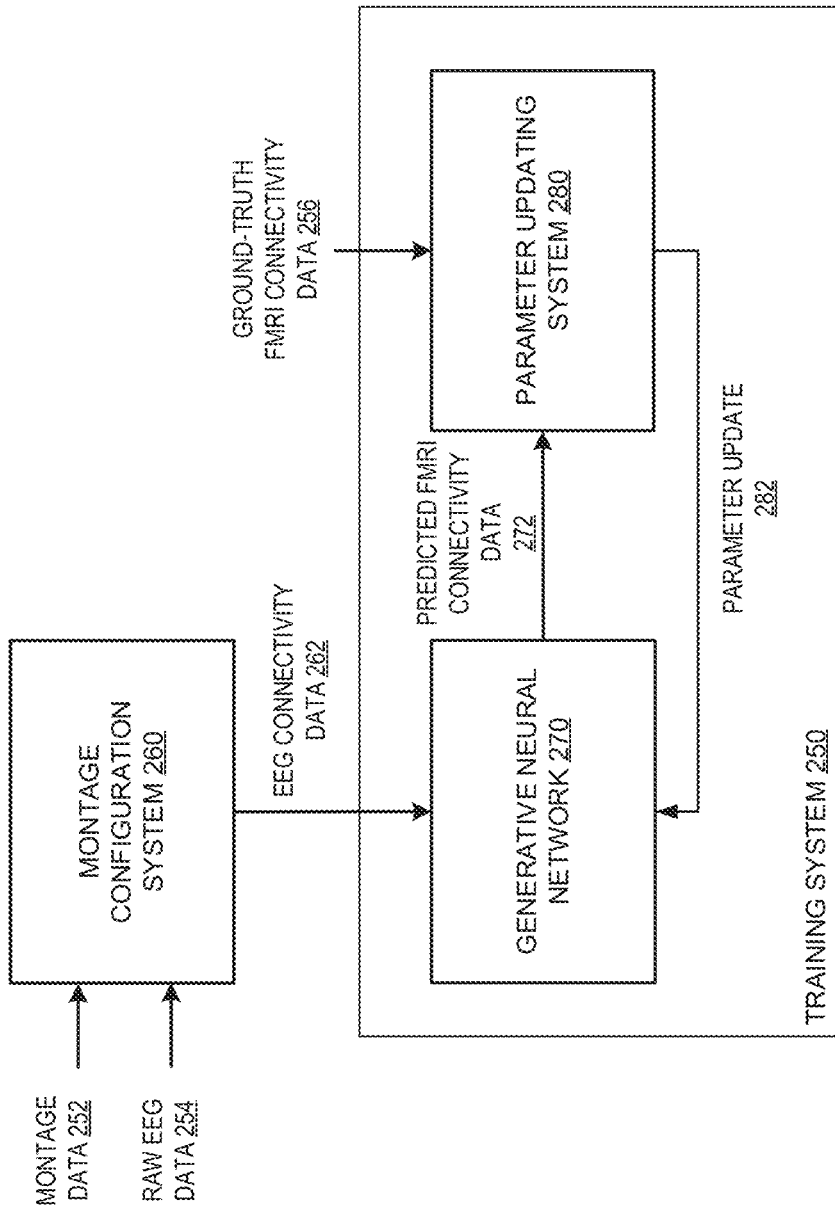 MONTAGE
DATA 252
RAW EEG
DATA 254
MONTAGE
CONFIGURATION
SYSTEM 260
EEG CONNECTIVITY
DATA 262
GROUND-TRUTH
FMRI CONNECTIVITY
DATA 256
GENERATIVE NEURAL
NETWORK 270
PREDICTED FMRI
CONNECTIVITY
DATA
272
PARAMETER UPDATING
SYSTEM 280
PARAMETER UPDATE
282
TRAINING SYSTEM 250